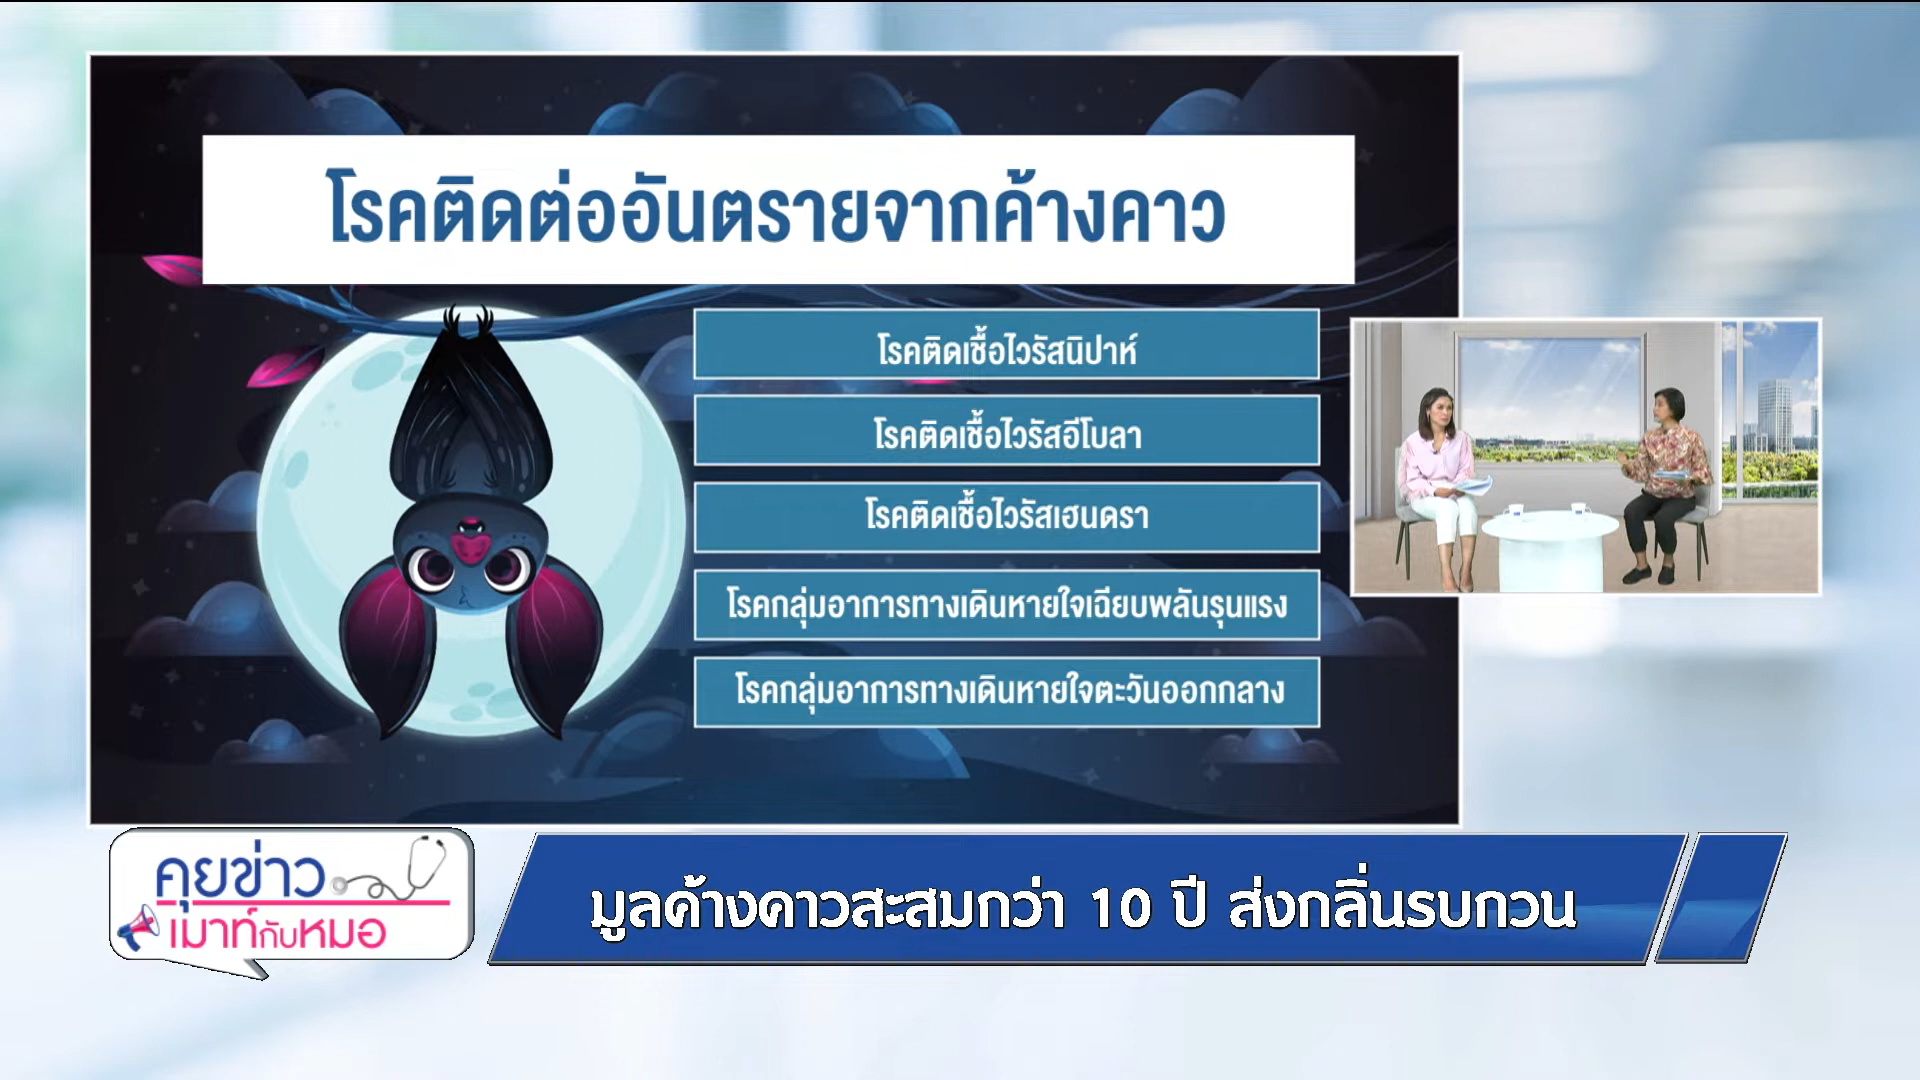 โรคติดต่ออันตรายจากค้างคาว
โรคติดเชื้อไวรัสนิปาห์
โรคติดเชื้อไวรัสอีโบลา
โรคติดเชื้อไวรัสเฮนดรา
โรคกลุ่มอาการทางเดินหายใจเฉียบพลันรุนแรง
โรคกลุ่มอาการทางเดินหายใจตะวันออกกลาง
คุยข่าว
เมาท์กับหมอ
มูลค้างคาวสะสมกว่า 10 ปี ส่งกลิ่นรบกวน